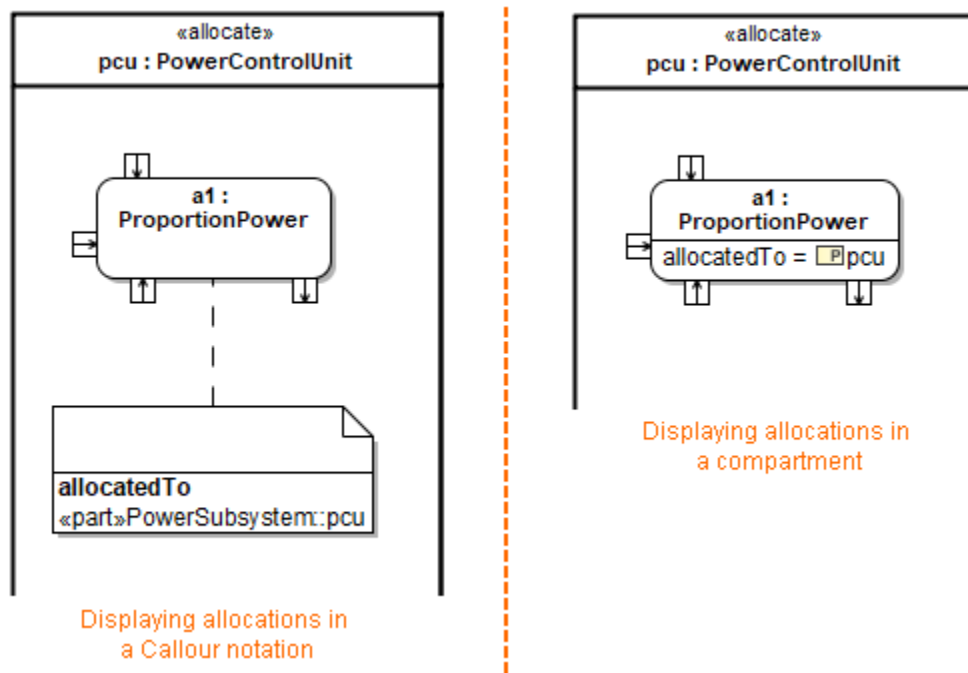 «allocate»
pcu : PowerControlUnit
a1 :
ProportionPower
allocatedTo
«part»PowerSubsystem::pcu
Displaying allocations in
a Callour notation
«allocate»
pcu : PowerControlUnit
a1 :
ProportionPower
allocatedTo = P pcu
Displaying allocations in
a compartment